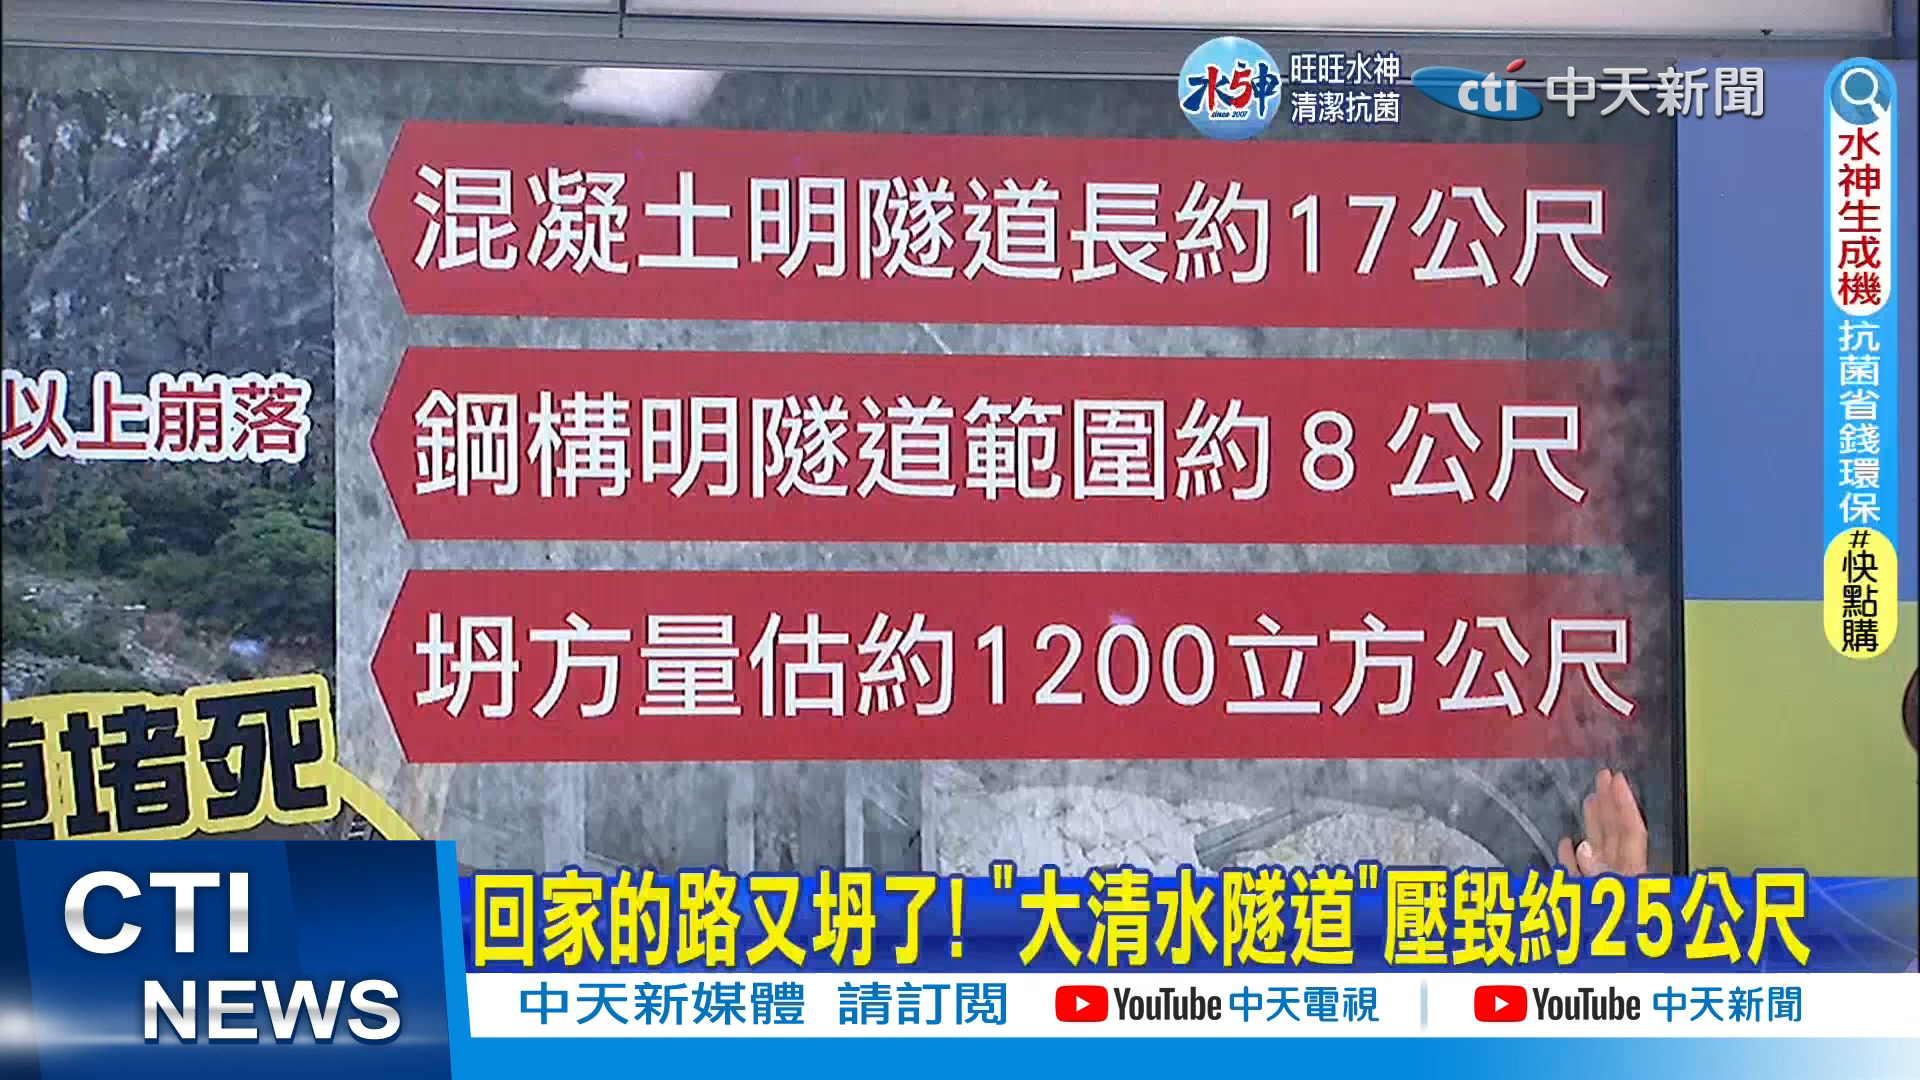 水神
since 2007
旺旺水神
清潔抗菌
cti 中天新聞
混凝土明隧道長約17公尺
鋼構明隧道範圍約8公尺
坍方量估約1200立方公尺
以上崩落
道堵死
水神生成機
抗菌省錢環保
#快點購
CTI
NEWS
回家的路又坍了!"大清水隧道"壓毀約25公尺
中天新媒體 請訂閱 YouTube 中天電視 | YouTube 中天新聞